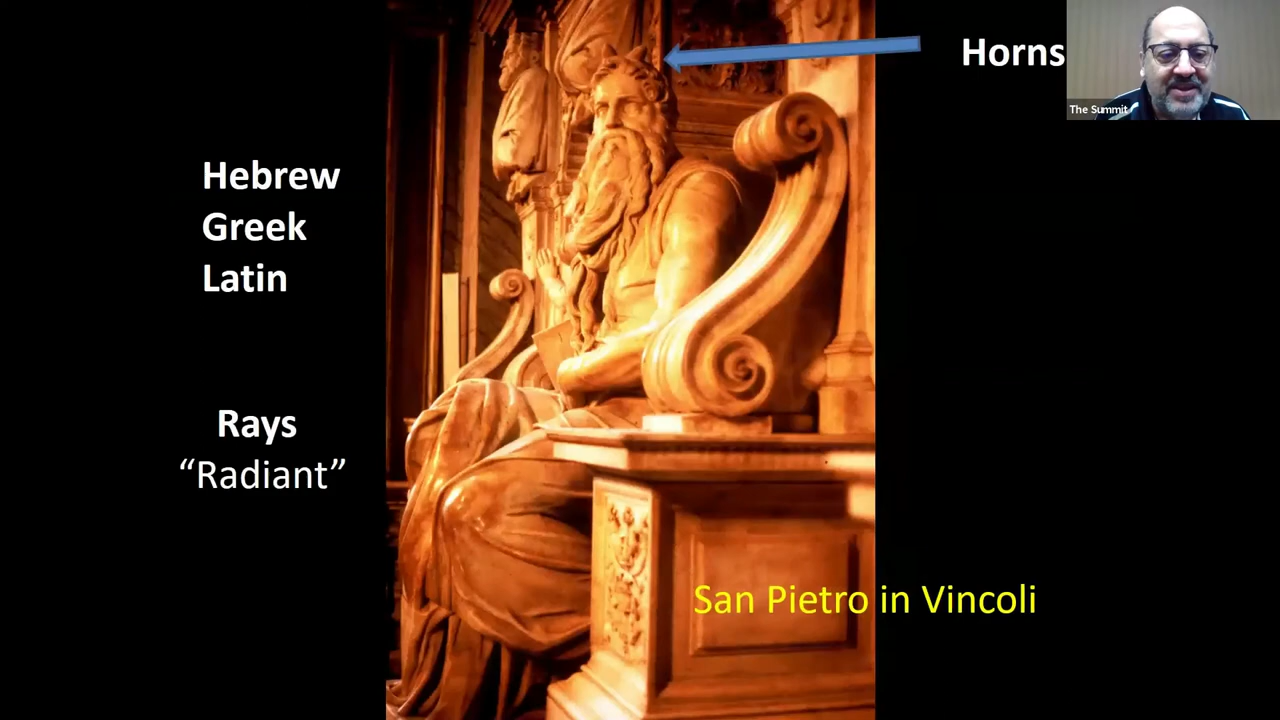 Horns
The Summit
Hebrew
Greek
Latin
Rays
“Radiant”
San Pietro in Vincoli